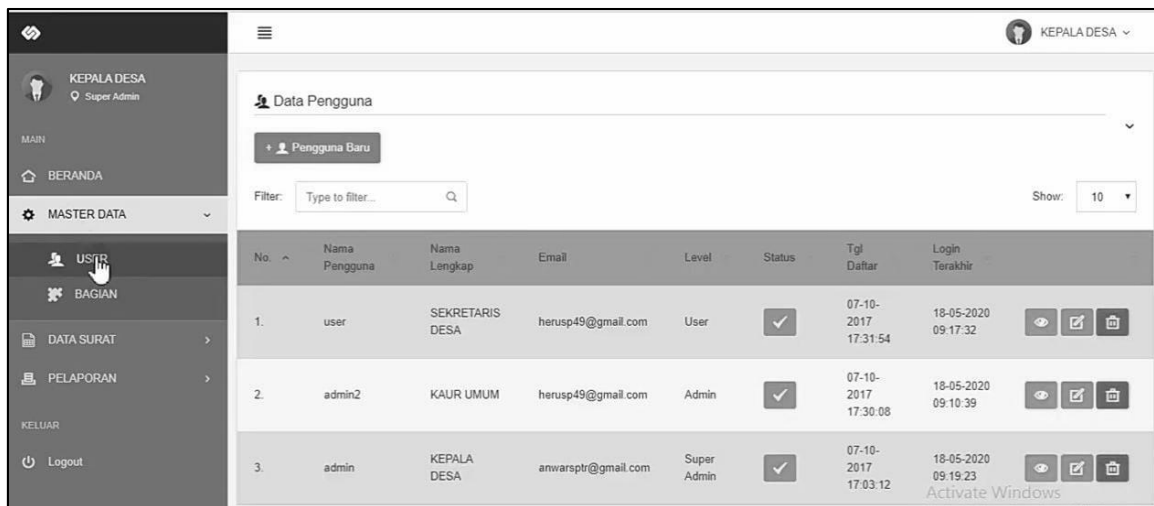 KEPALA DESA
KEPALA DESA
Super Admin
MAIN
BERANDA
MASTER DATA
USER
BAGIAN
DATA SURAT
PELAPORAN
KELUAR
Logout
Data Pengguna
+ Pengguna Baru
Filter: Type to filter... Show: 10
No. Nama Pengguna Nama Lengkap Email Level Status Tgl Daftar Login Terakhir
1. user SEKRETARIS DESA herusp49@gmail.com User 07-10-2017 17:31:54 18-05-2020 09:17:32
2. admin2 KAUR UMUM herusp49@gmail.com Admin 07-10-2017 17:30:08 18-05-2020 09:10:39
3. admin KEPALA DESA anwarsptr@gmail.com Super Admin 07-10-2017 17:03:12 18-05-2020 09:19:23
Activate Windows